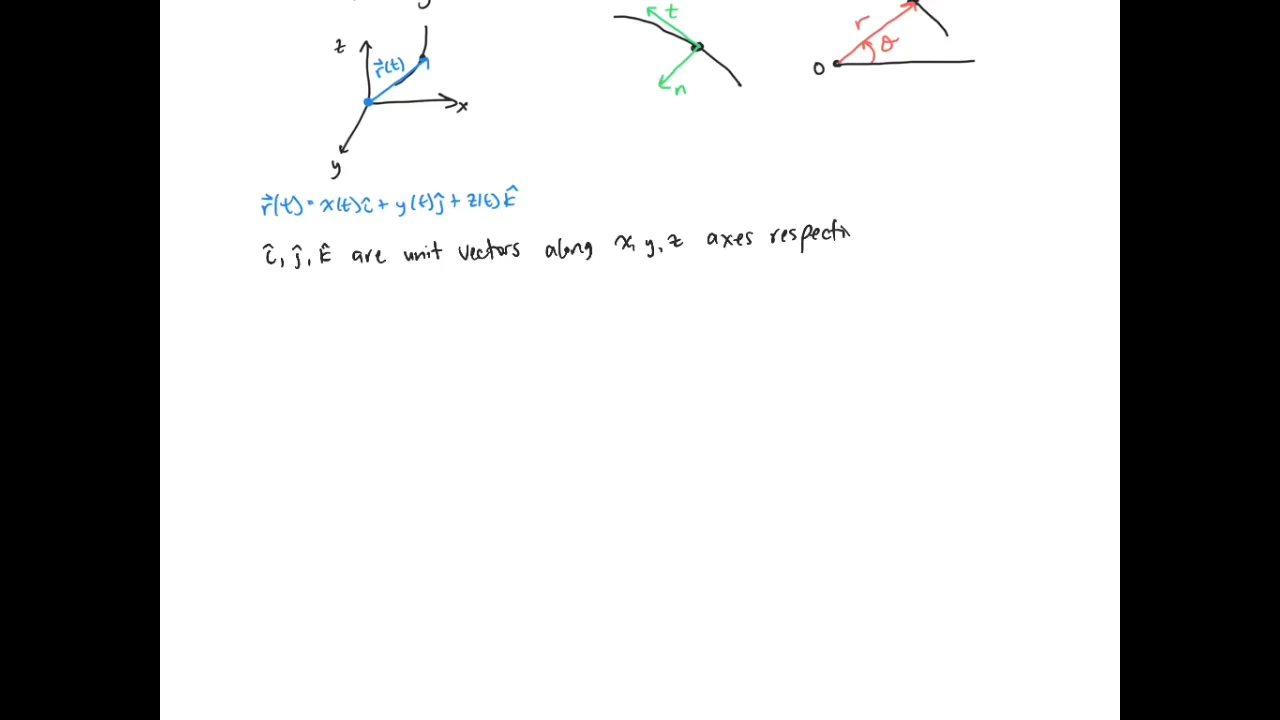 z
t
r
θ
r⃗(t)
O
n
x
y
r⃗(t) = x(t)î + y(t)ĵ + z(t)k̂
î, ĵ, k̂ are unit vectors along x, y, z axes respecti